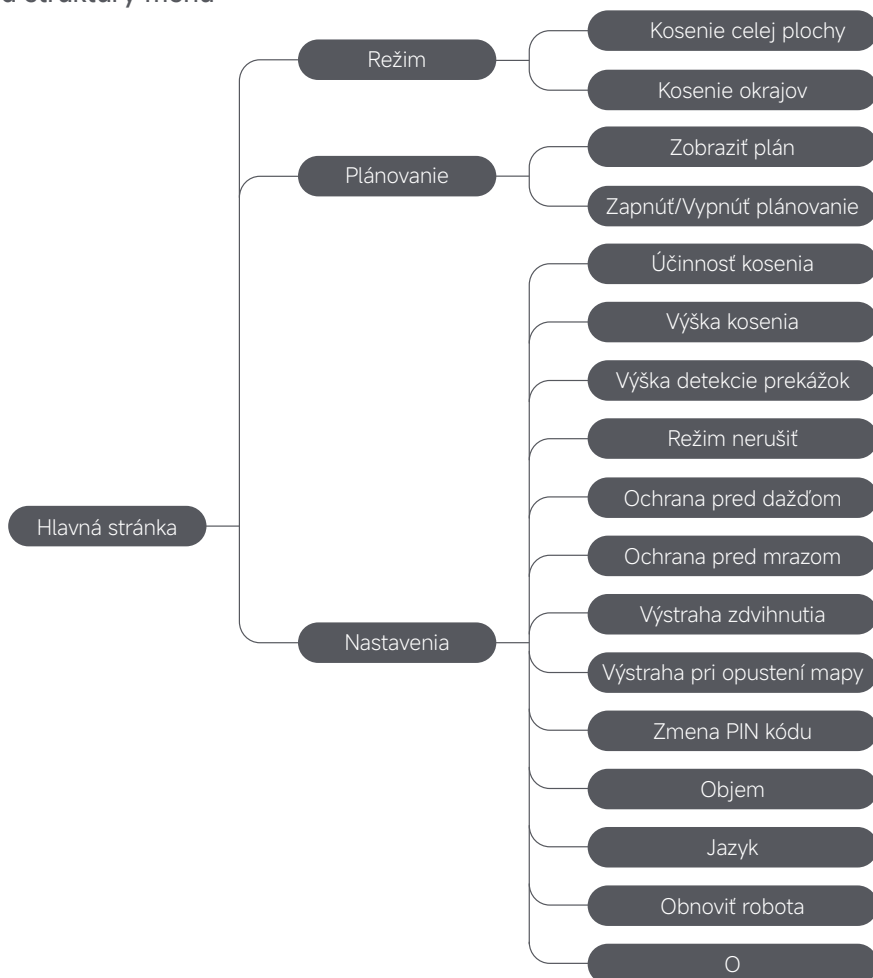 štruktúry menu
Režim
Kosenie celej plochy
Kosenie okrajov
Plánovanie
Zobraziť plán
Zapnúť/Vypnúť plánovanie
Hlavná stránka
Nastavenia
Účinnosť kosenia
Výška kosenia
Výška detekcie prekážok
Režim nerušiť
Ochrana pred dažďom
Ochrana pred mrazom
Výstraha zdvihnutia
Výstraha pri opustení mapy
Zmena PIN kódu
Objem
Jazyk
Obnoviť robota
O